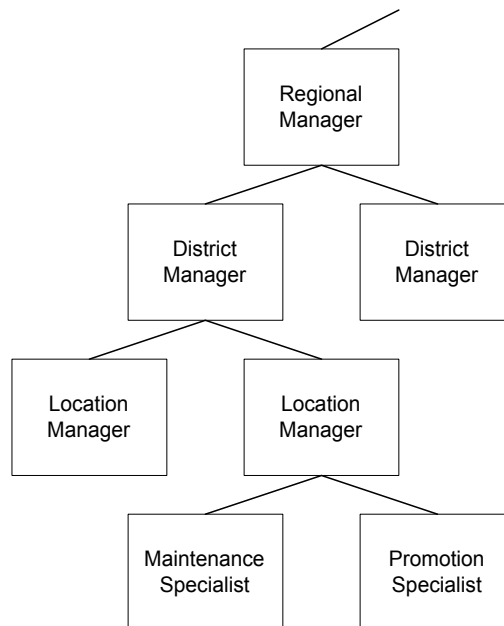 Regional
Manager
District
Manager
District
Manager
Location
Manager
Location
Manager
Maintenance
Specialist
Promotion
Specialist